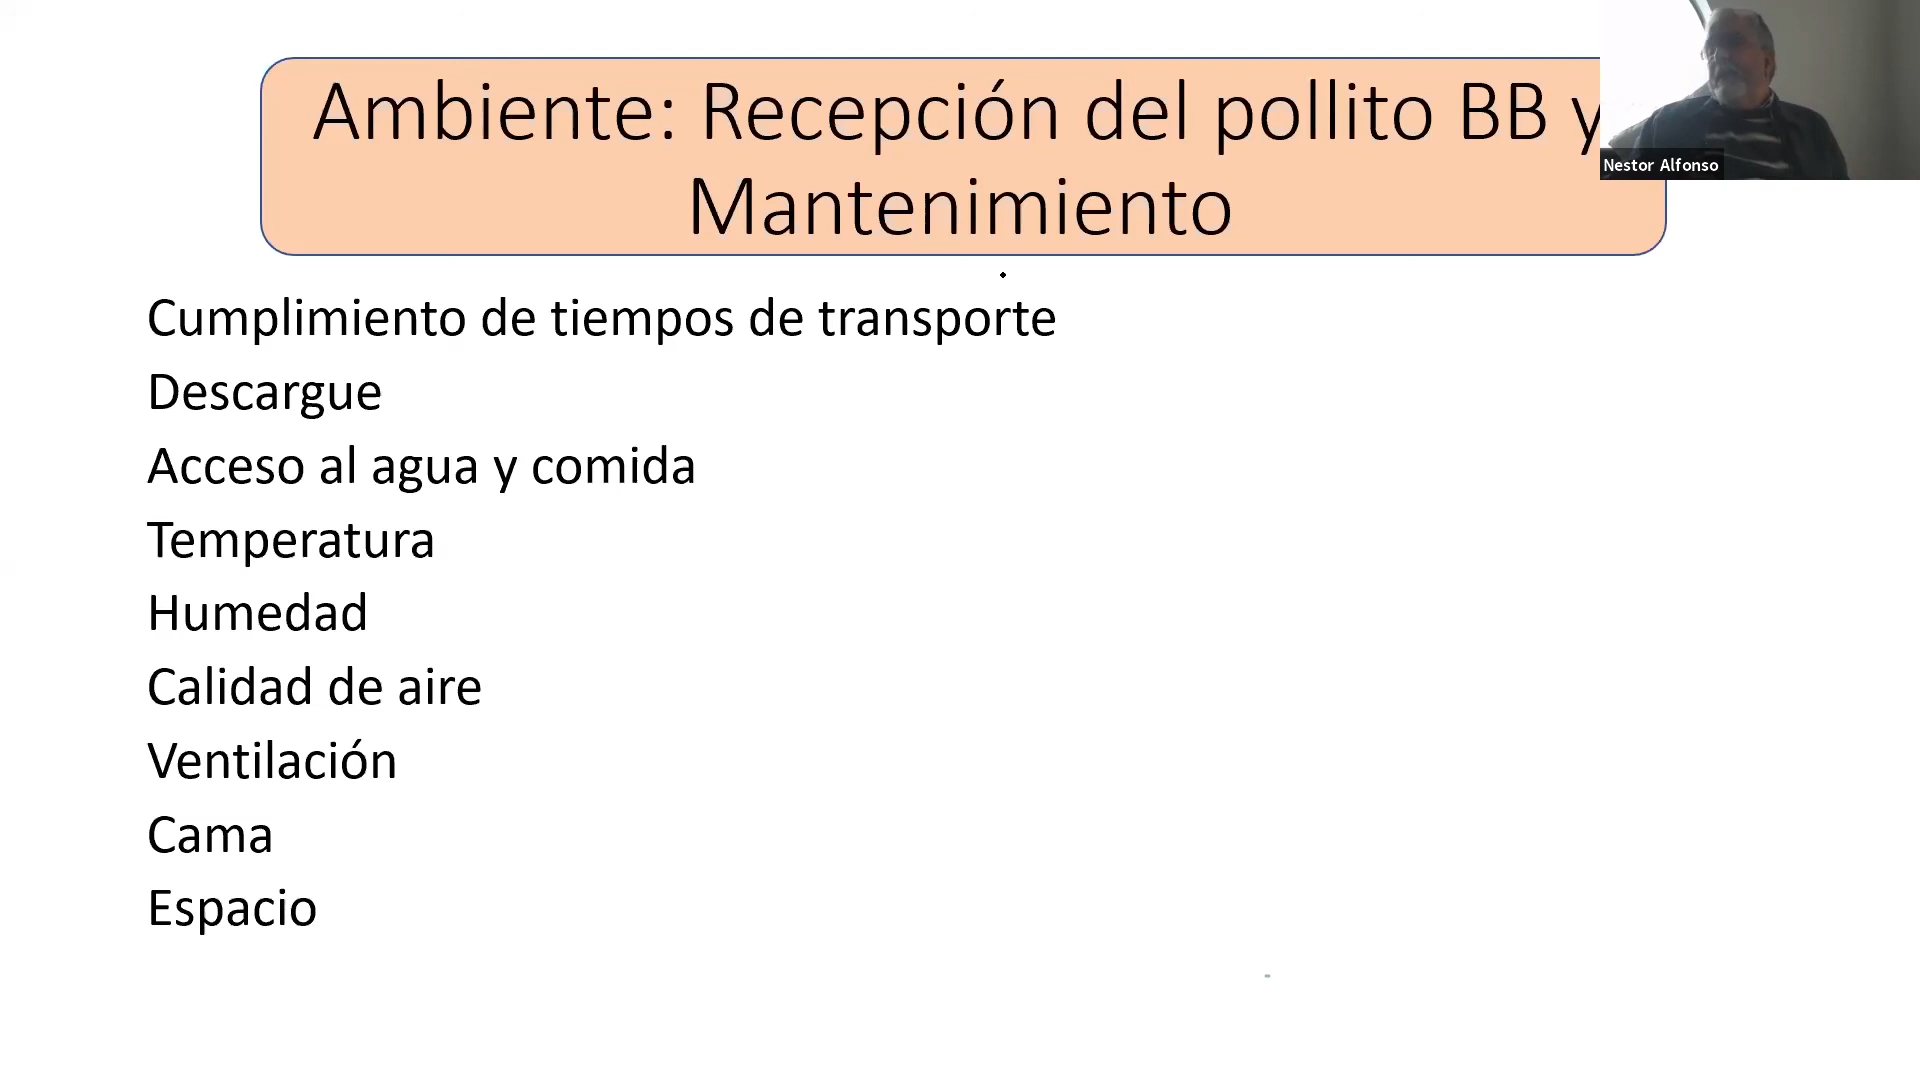 Ambiente: Recepción del pollito BB y
Mantenimiento
Nestor Alfonso
Cumplimiento de tiempos de transporte
Descargue
Acceso al agua y comida
Temperatura
Humedad
Calidad de aire
Ventilación
Cama
Espacio